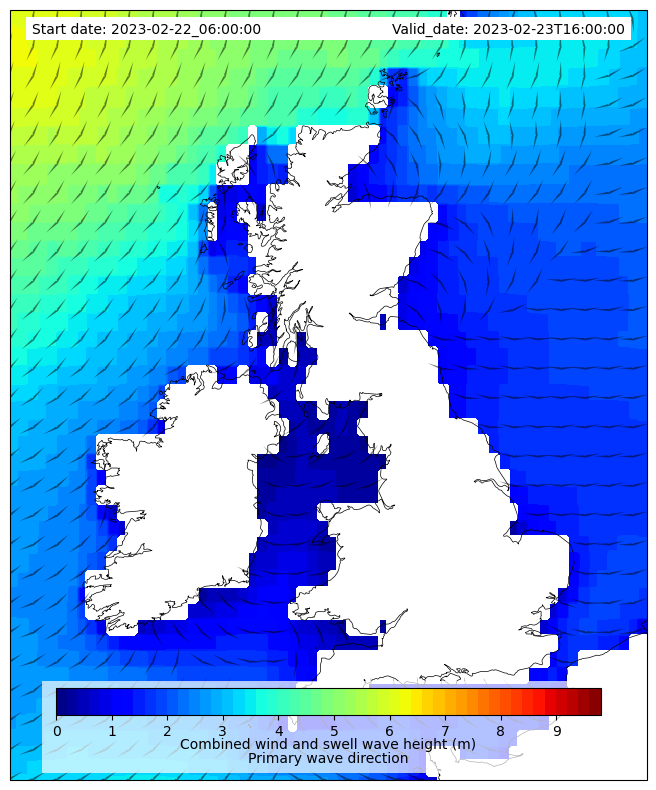 Start date: 2023-02-22_06:00:00 Valid_date: 2023-02-23T16:00:00
0 1 2 3 4 5 6 7 8 9
Combined wind and swell wave height (m)
Primary wave direction